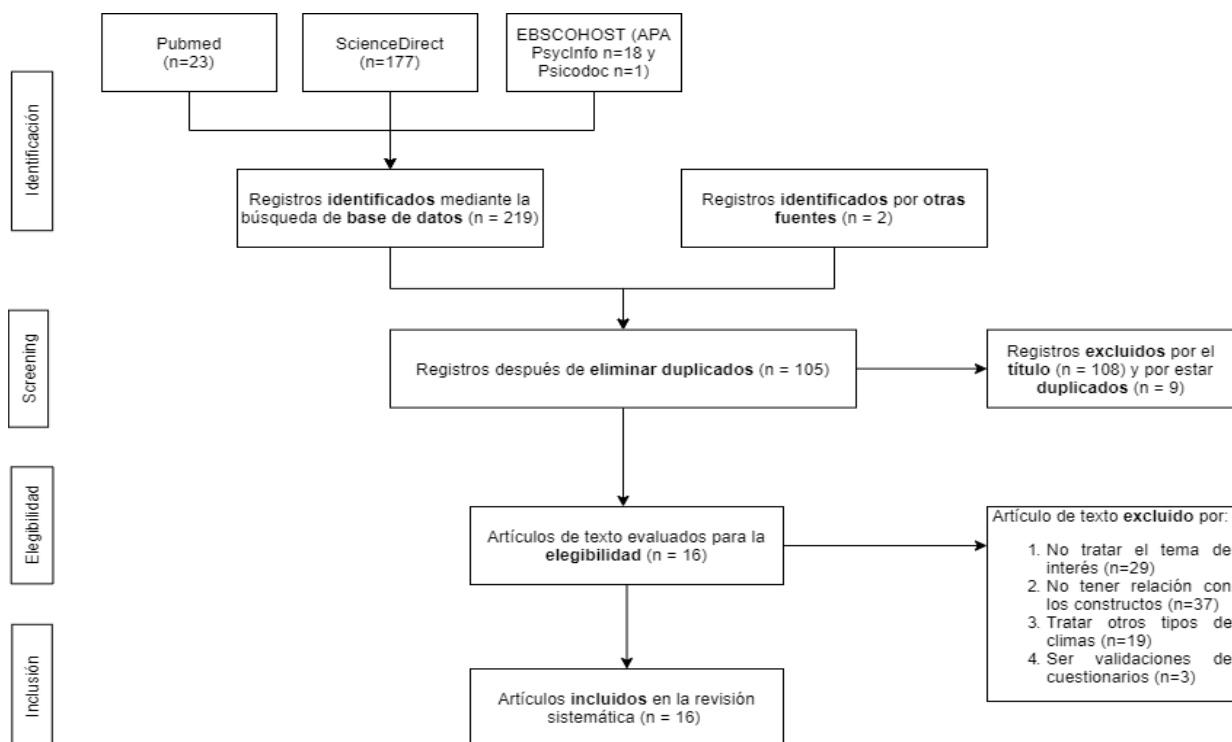 Pubmed
(n=23)
ScienceDirect
(n=177)
EBSCOHOST (APA
PsycInfo n=18 y
Psicodoc n=1)
Identificación
Registros identificados mediante la
búsqueda de base de datos (n = 219)
Registros identificados por otras
fuentes (n = 2)
Screening
Registros después de eliminar duplicados (n = 105)
Registros excluidos por el
título (n = 108) y por estar
duplicados (n = 9)
Elegibilidad
Artículos de texto evaluados para la
elegibilidad (n = 16)
Artículo de texto excluido por:
1. No tratar el tema de
interés (n=29)
2. No tener relación con
los constructos (n=37)
3. Tratar otros tipos de
climas (n=19)
4. Ser validaciones de
cuestionarios (n=3)
Inclusión
Artículos incluidos en la revisión
sistemática (n = 16)